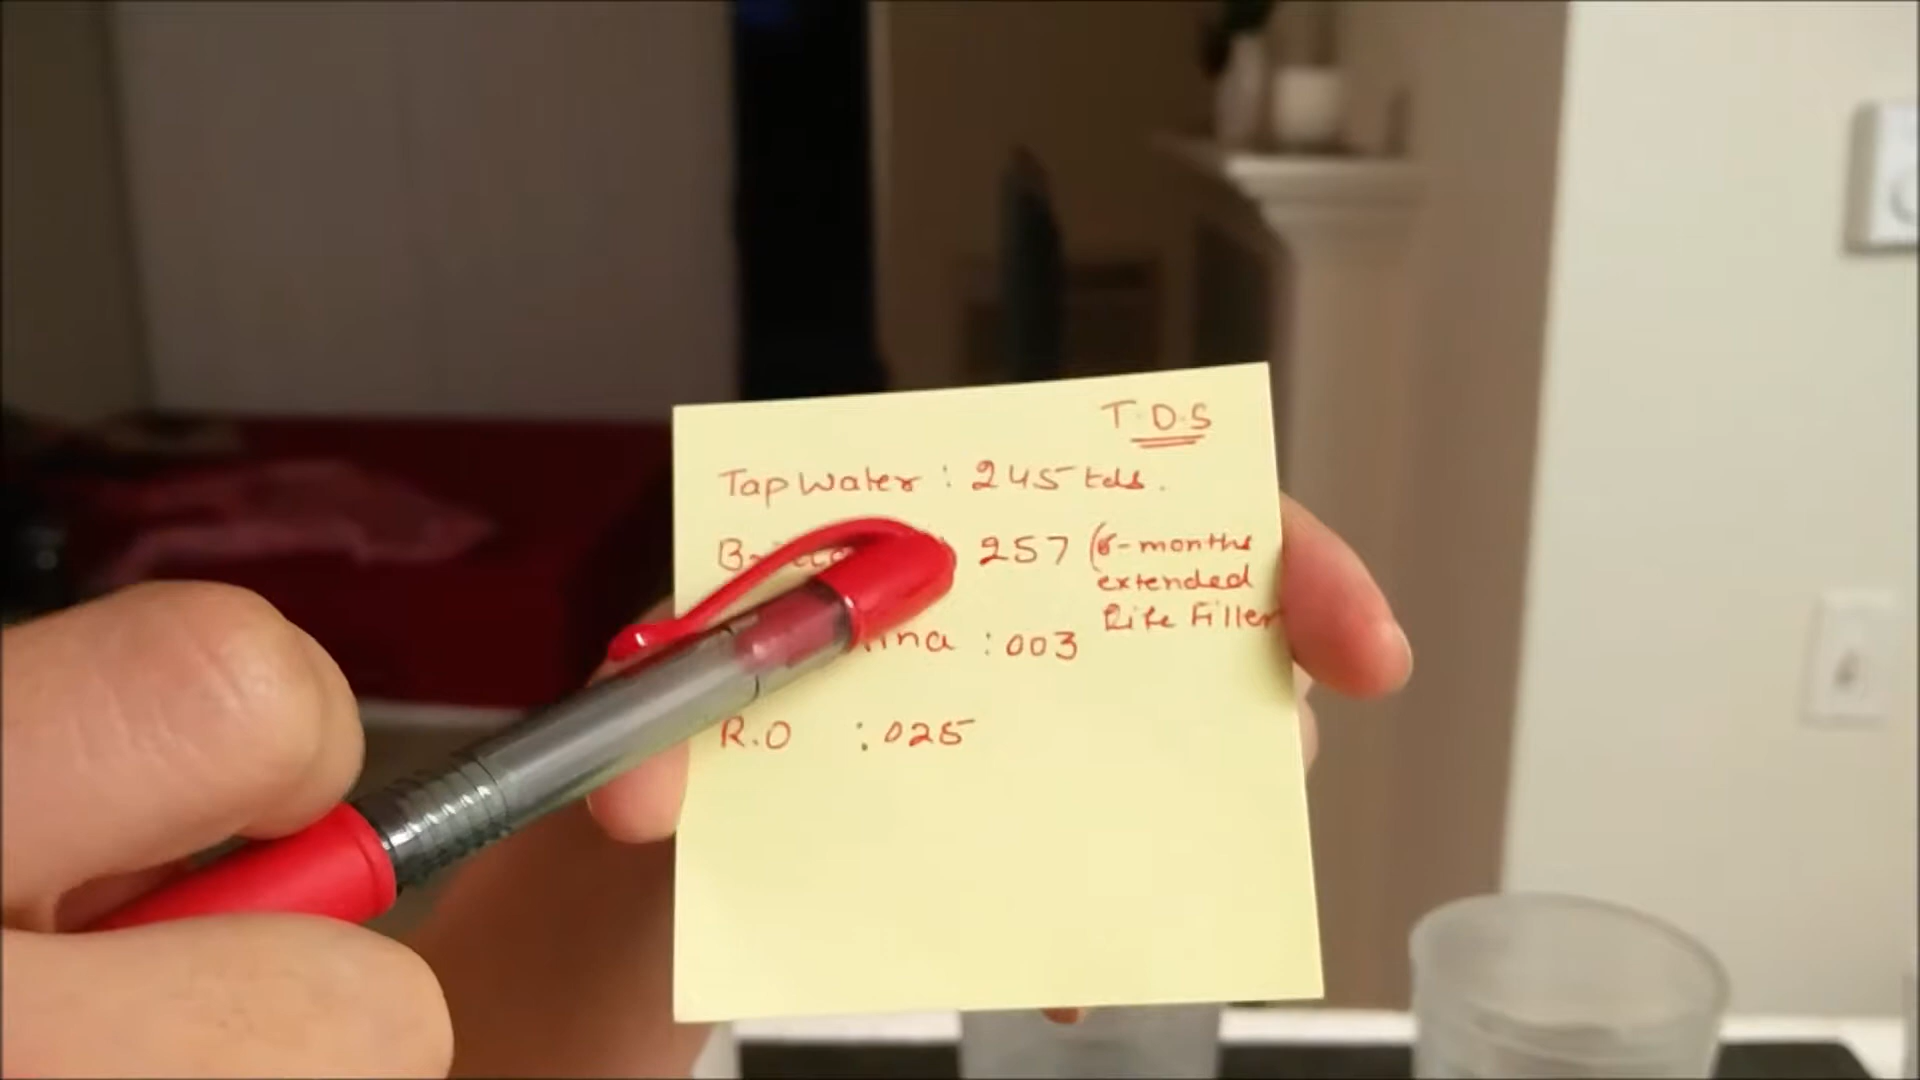 T.D.S
Tap Water : 245 tds.
257 (6-months
extended
Life Filter
: 003
R.O : 025